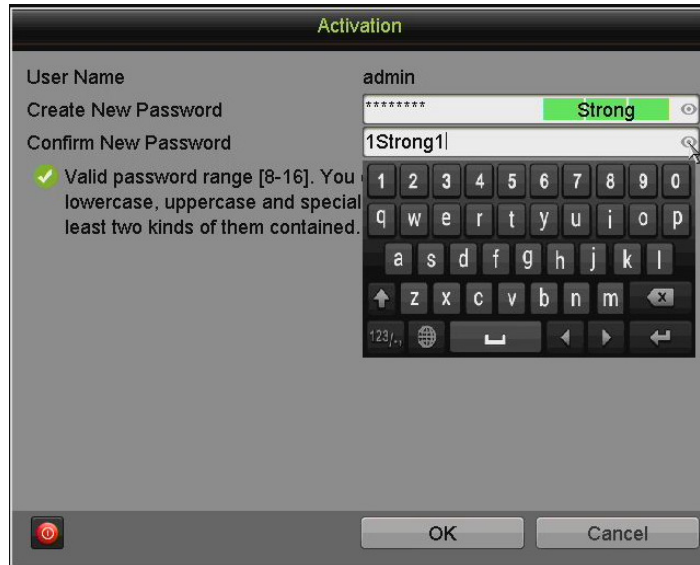 Activation
User Name admin
Create New Password ******** Strong
Confirm New Password 1Strong1
Valid password range [8-16]. You
lowercase, uppercase and special
least two kinds of them contained.
1 2 3 4 5 6 7 8 9 0
q w e r t y u i o p
a s d f g h j k l
z x c v b n m
123/.,
OK Cancel